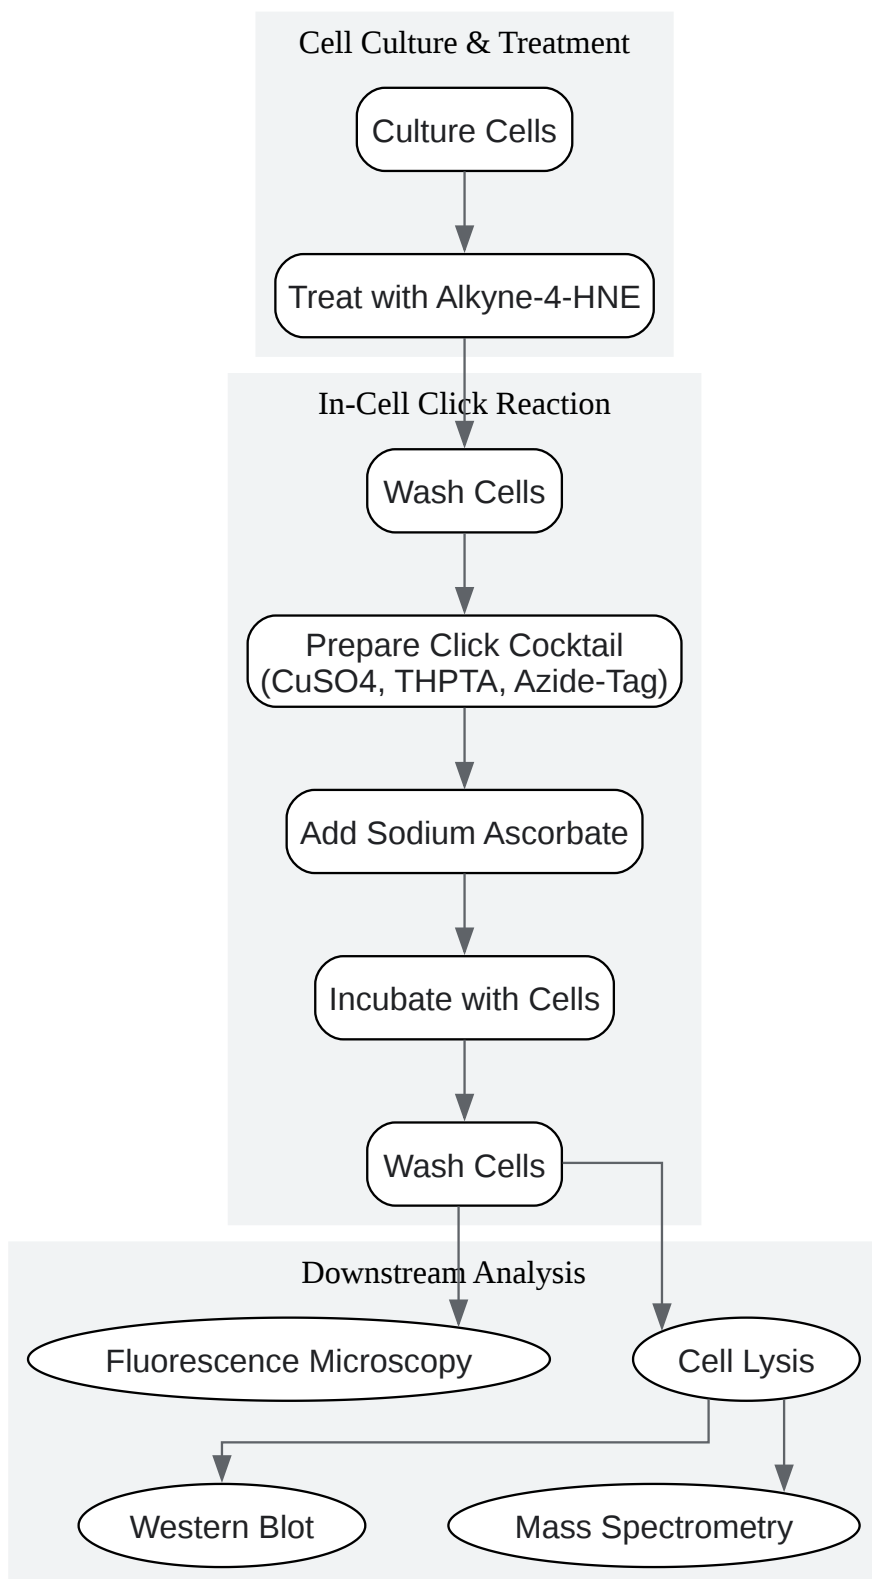 Cell Culture & Treatment
Culture Cells
Treat with Alkyne-4-HNE
In-Cell Click Reaction
Wash Cells
Prepare Click Cocktail
(CuSO4, THPTA, Azide-Tag)
Add Sodium Ascorbate
Incubate with Cells
Wash Cells
Downstream Analysis
Fluorescence Microscopy
Cell Lysis
Western Blot
Mass Spectrometry